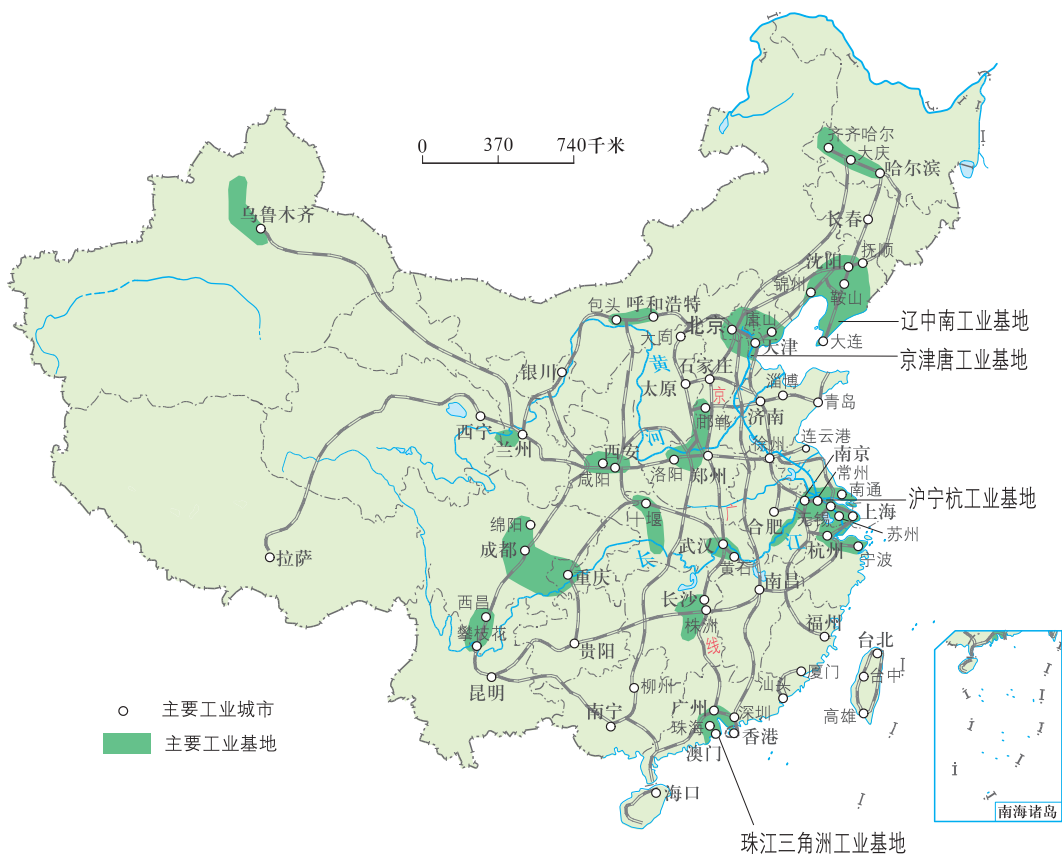 0 370 740千米
齐齐哈尔
大庆
哈尔滨
长春
乌鲁木齐
抚顺
沈阳
锦州
鞍山
包头
呼和浩特
北京
唐山
辽中南工业基地
大同
天津
大连
京津唐工业基地
黄
石家庄
银川
太原
淄博
京
青岛
邯郸
济南
西宁
兰州
河
徐州
连云港
西安
咸阳
洛阳
郑州
南京
常州
南通
沪宁杭工业基地
绵阳
十堰
合肥
无锡
上海
苏州
成都
武汉
江
杭州
拉萨
长
黄石
宁波
重庆
南昌
西昌
长沙
株洲
福州
攀枝花
贵阳
线
台北
昆明
柳州
汕头
厦门
台中
主要工业城市
南宁
广州
深圳
高雄
珠海
香港
主要工业基地
澳门
海口
南海诸岛
珠江三角洲工业基地